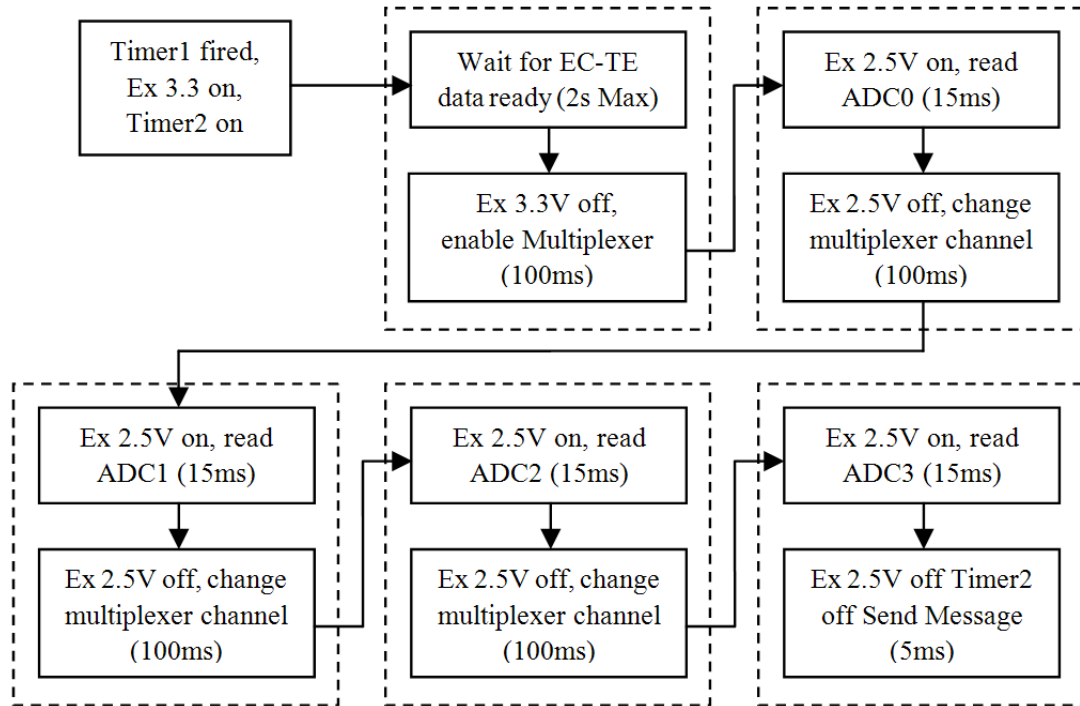 Timer1 fired,
Ex 3.3 on,
Timer2 on
Wait for EC-TE
data ready (2s Max)
Ex 3.3V off,
enable Multiplexer
(100ms)
Ex 2.5V on, read
ADC0 (15ms)
Ex 2.5V off, change
multiplexer channel
(100ms)
Ex 2.5V on, read
ADC1 (15ms)
Ex 2.5V off, change
multiplexer channel
(100ms)
Ex 2.5V on, read
ADC2 (15ms)
Ex 2.5V off, change
multiplexer channel
(100ms)
Ex 2.5V on, read
ADC3 (15ms)
Ex 2.5V off Timer2
off Send Message
(5ms)